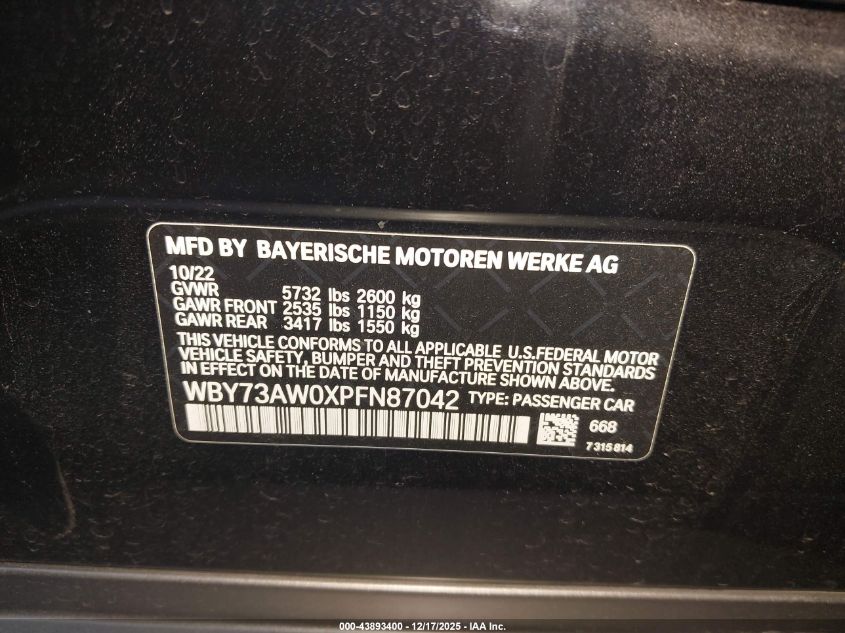 MFD BY BAYERISCHE MOTOREN WERKE AG
10/22
GVWR 5732 lbs 2600 kg
GAWR FRONT 2535 lbs 1150 kg
GAWR REAR 3417 lbs 1550 kg
THIS VEHICLE CONFORMS TO ALL APPLICABLE U.S.FEDERAL MOTOR
VEHICLE SAFETY, BUMPER AND THEFT PREVENTION STANDARDS
IN EFFECT ON THE DATE OF MANUFACTURE SHOWN ABOVE.
WBY73AW0XPFN87042 TYPE: PASSENGER CAR
668
7 315 814
000-43893400 - 12/17/2025 - IAA Inc.